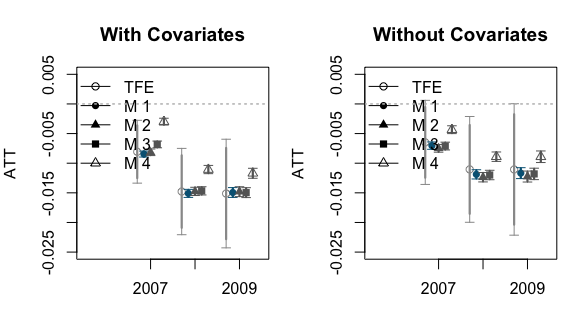 With Covariates
ATT
0.005
-0.005
-0.015
-0.025
TFE
M 1
M 2
M 3
M 4
2007
2009
Without Covariates
ATT
0.005
-0.005
-0.015
-0.025
TFE
M 1
M 2
M 3
M 4
2007
2009